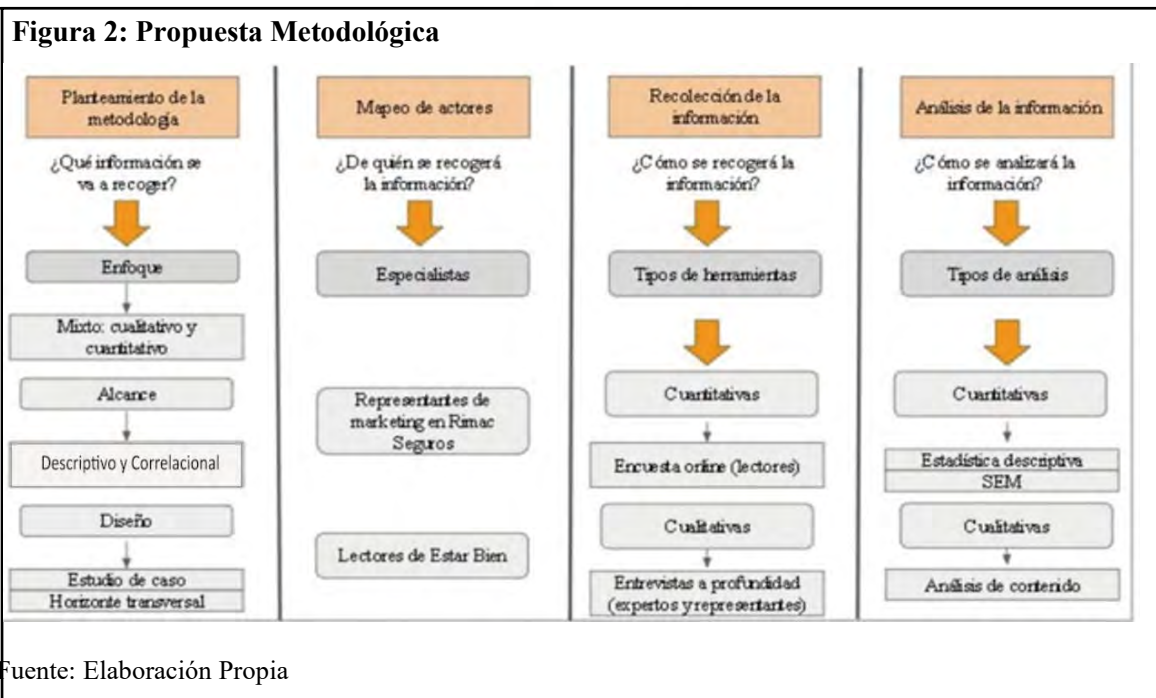 Figura 2: Propuesta Metodológica
Planteamiento de la
metodología
¿Qué información se
va a recoger?
Enfoque
Mixto: cualitativo y
cuantitativo
Alcance
Descriptivo y Correlacional
Diseño
Estudio de caso
Horizonte transversal
Mapeo de actores
¿De quién se recogerá
la información?
Especialistas
Representantes de
marketing en Rimac
Seguros
Lectores de Estar Bien
Recolección de la
información
¿Cómo se recogerá la
información?
Tipos de herramientas
Cuantitativas
Encuesta online (lectores)
Cualitativas
Entrevistas a profundidad
(expertos y representantes)
Análisis de la información
¿Cómo se analizará la
información?
Tipos de análisis
Cuantitativas
Estadística descriptiva
SEM
Cualitativas
Análisis de contenido
Fuente: Elaboración Propia